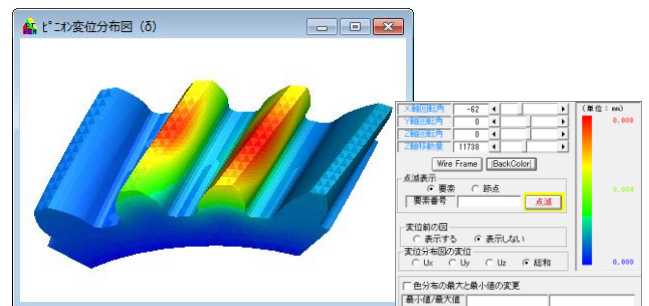 ﾋﾟﾆｵﾝ変位分布図 (δ)
X軸回転角 -62
Y軸回転角 0
Z軸回転角 0
Z軸移動量 11738
Wire Frame BackColor
点滅表示
要素 節点
要素番号 点滅
変位前の図
表示する 表示しない
変位分布図の変位
Ux Uy Uz 総和
色分布の最大と最小値の変更
最小値/最大値
(単位: mm)
0.008
0.004
0.000